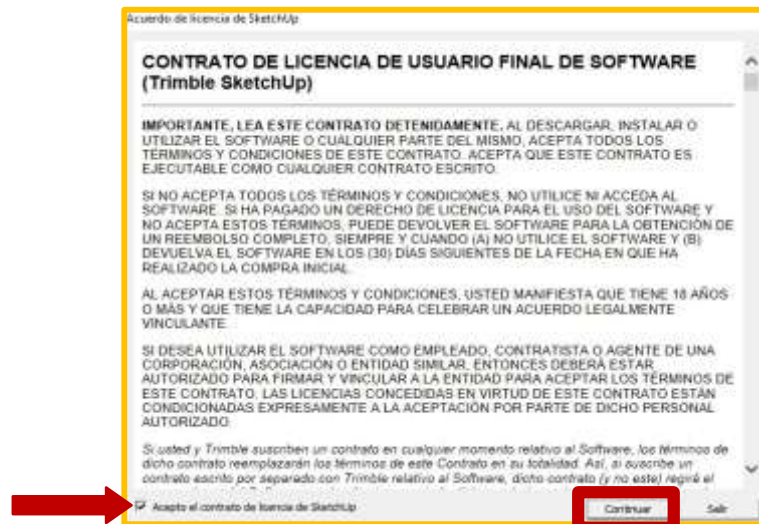 Acuerdo de licencia de SketchUp
CONTRATO DE LICENCIA DE USUARIO FINAL DE SOFTWARE
(Trimble SketchUp)
IMPORTANTE, LEA ESTE CONTRATO DETENIDAMENTE. AL DESCARGAR, INSTALAR O
UTILIZAR EL SOFTWARE O CUALQUIER PARTE DEL MISMO, ACEPTA TODOS LOS
TÉRMINOS Y CONDICIONES DE ESTE CONTRATO. ACEPTA QUE ESTE CONTRATO ES
EJECUTABLE COMO CUALQUIER CONTRATO ESCRITO.
SI NO ACEPTA TODOS LOS TÉRMINOS Y CONDICIONES, NO UTILICE NI ACCEDA AL
SOFTWARE. SI HA PAGADO UN DERECHO DE LICENCIA PARA EL USO DEL SOFTWARE Y
NO ACEPTA ESTOS TÉRMINOS, PUEDE DEVOLVER EL SOFTWARE PARA LA OBTENCIÓN DE
UN REEMBOLSO COMPLETO, SIEMPRE Y CUANDO (A) NO UTILICE EL SOFTWARE Y (B)
DEVUELVA EL SOFTWARE EN LOS (30) DÍAS SIGUIENTES DE LA FECHA EN QUE HA
REALIZADO LA COMPRA INICIAL.
AL ACEPTAR ESTOS TÉRMINOS Y CONDICIONES, USTED MANIFIESTA QUE TIENE 18 AÑOS
O MÁS Y QUE TIENE LA CAPACIDAD PARA CELEBRAR UN ACUERDO LEGALMENTE
VINCULANTE.
SI DESEA UTILIZAR EL SOFTWARE COMO EMPLEADO, CONTRATISTA O AGENTE DE UNA
CORPORACIÓN, ASOCIACIÓN O ENTIDAD SIMILAR, ENTONCES DEBERÁ ESTAR
AUTORIZADO PARA FIRMAR Y VINCULAR A LA ENTIDAD PARA ACEPTAR LOS TÉRMINOS DE
ESTE CONTRATO. LAS LICENCIAS CONCEDIDAS EN VIRTUD DE ESTE CONTRATO ESTÁN
CONDICIONADAS EXPRESAMENTE A LA ACEPTACIÓN POR PARTE DE DICHO PERSONAL
AUTORIZADO.
Si usted y Trimble suscriben un contrato en cualquier momento relativo al Software, los términos de
dicho contrato reemplazarán los términos de este Contrato en su totalidad. Así, si suscribe un
contrato escrito por separado con Trimble relativo al Software, dicho contrato (y no este) regirá el
Acepto el contrato de licencia de SketchUp
Continuar
Salir